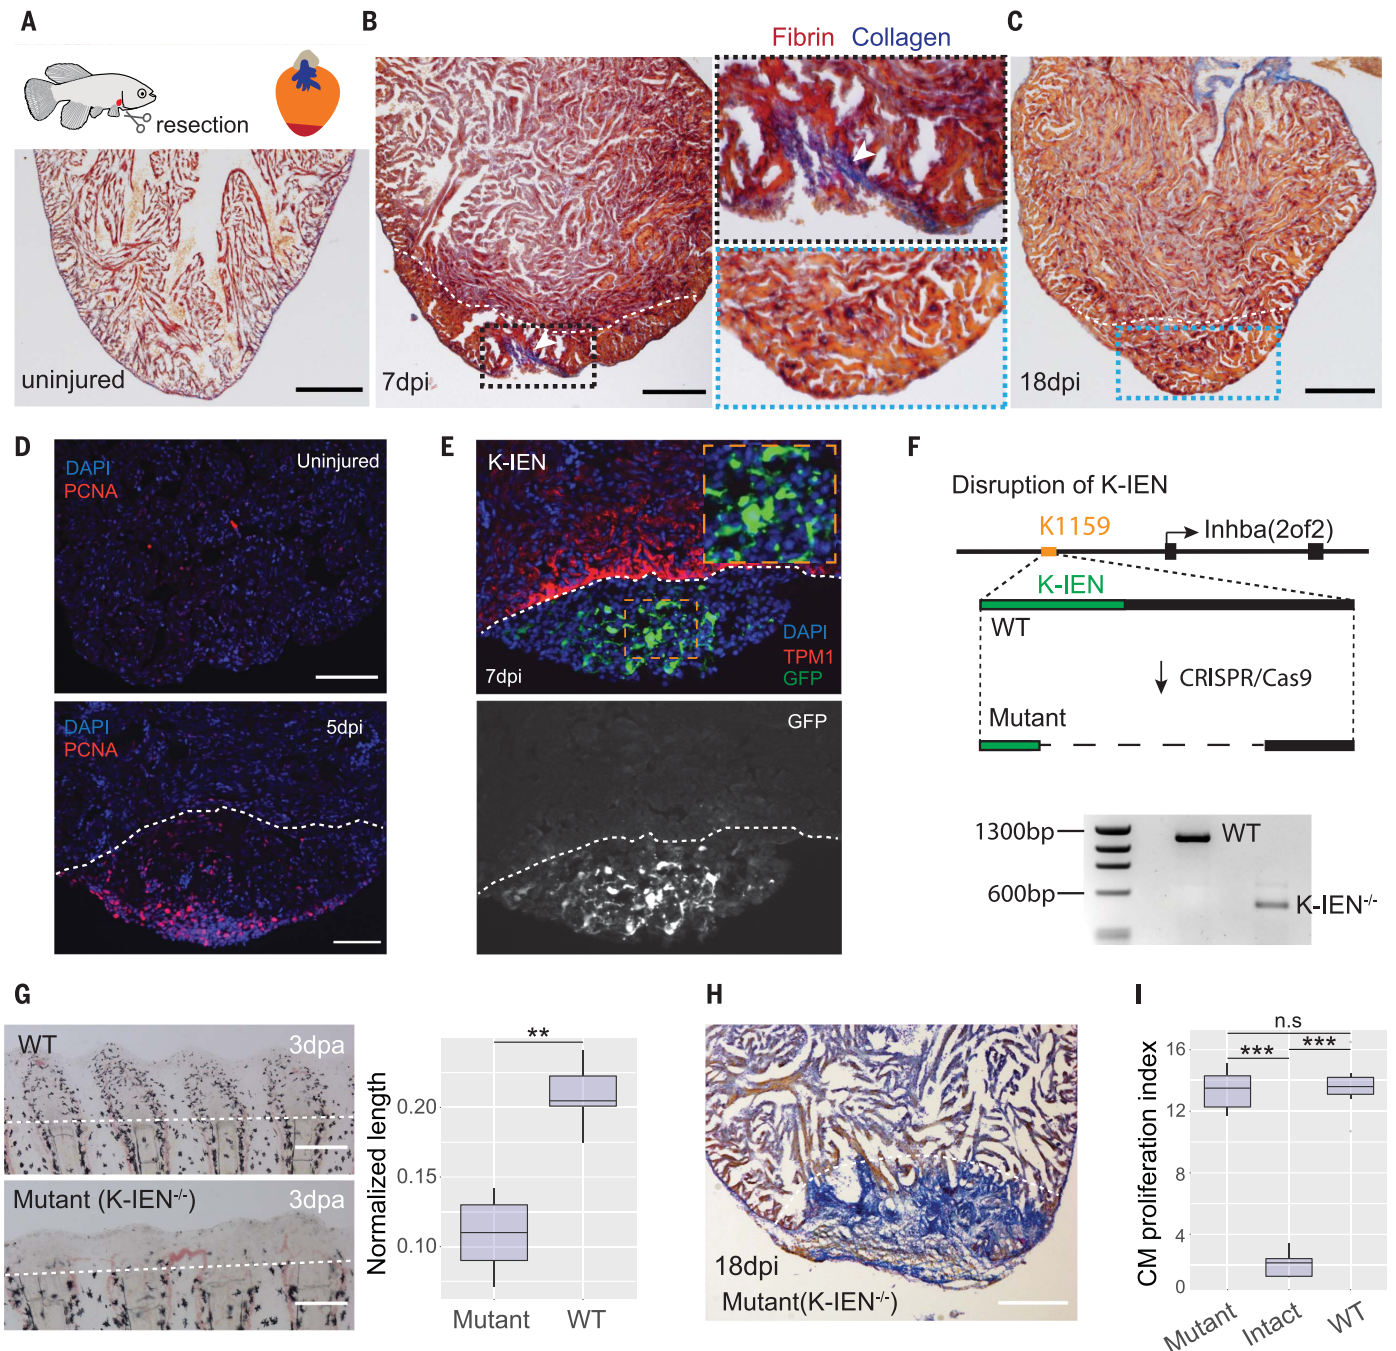 A
resection
uninjured
B
Fibrin Collagen
7dpi
C
18dpi
D
DAPI
PCNA
Uninjured
DAPI
PCNA
5dpi
E
K-IEN
DAPI
TPM1
GFP
7dpi
GFP
F
Disruption of K-IEN
K1159
Inhba(2of2)
K-IEN
WT
CRISPR/Cas9
Mutant
1300bp
WT
600bp
K-IEN-/-
G
WT
3dpa
Mutant (K-IEN-/-)
3dpa
**
Normalized length
0.20
0.10
Mutant
WT
H
18dpi
Mutant(K-IEN-/-)
I
n.s
*** ***
CM proliferation index
16
12
4
0
Mutant
Intact
WT